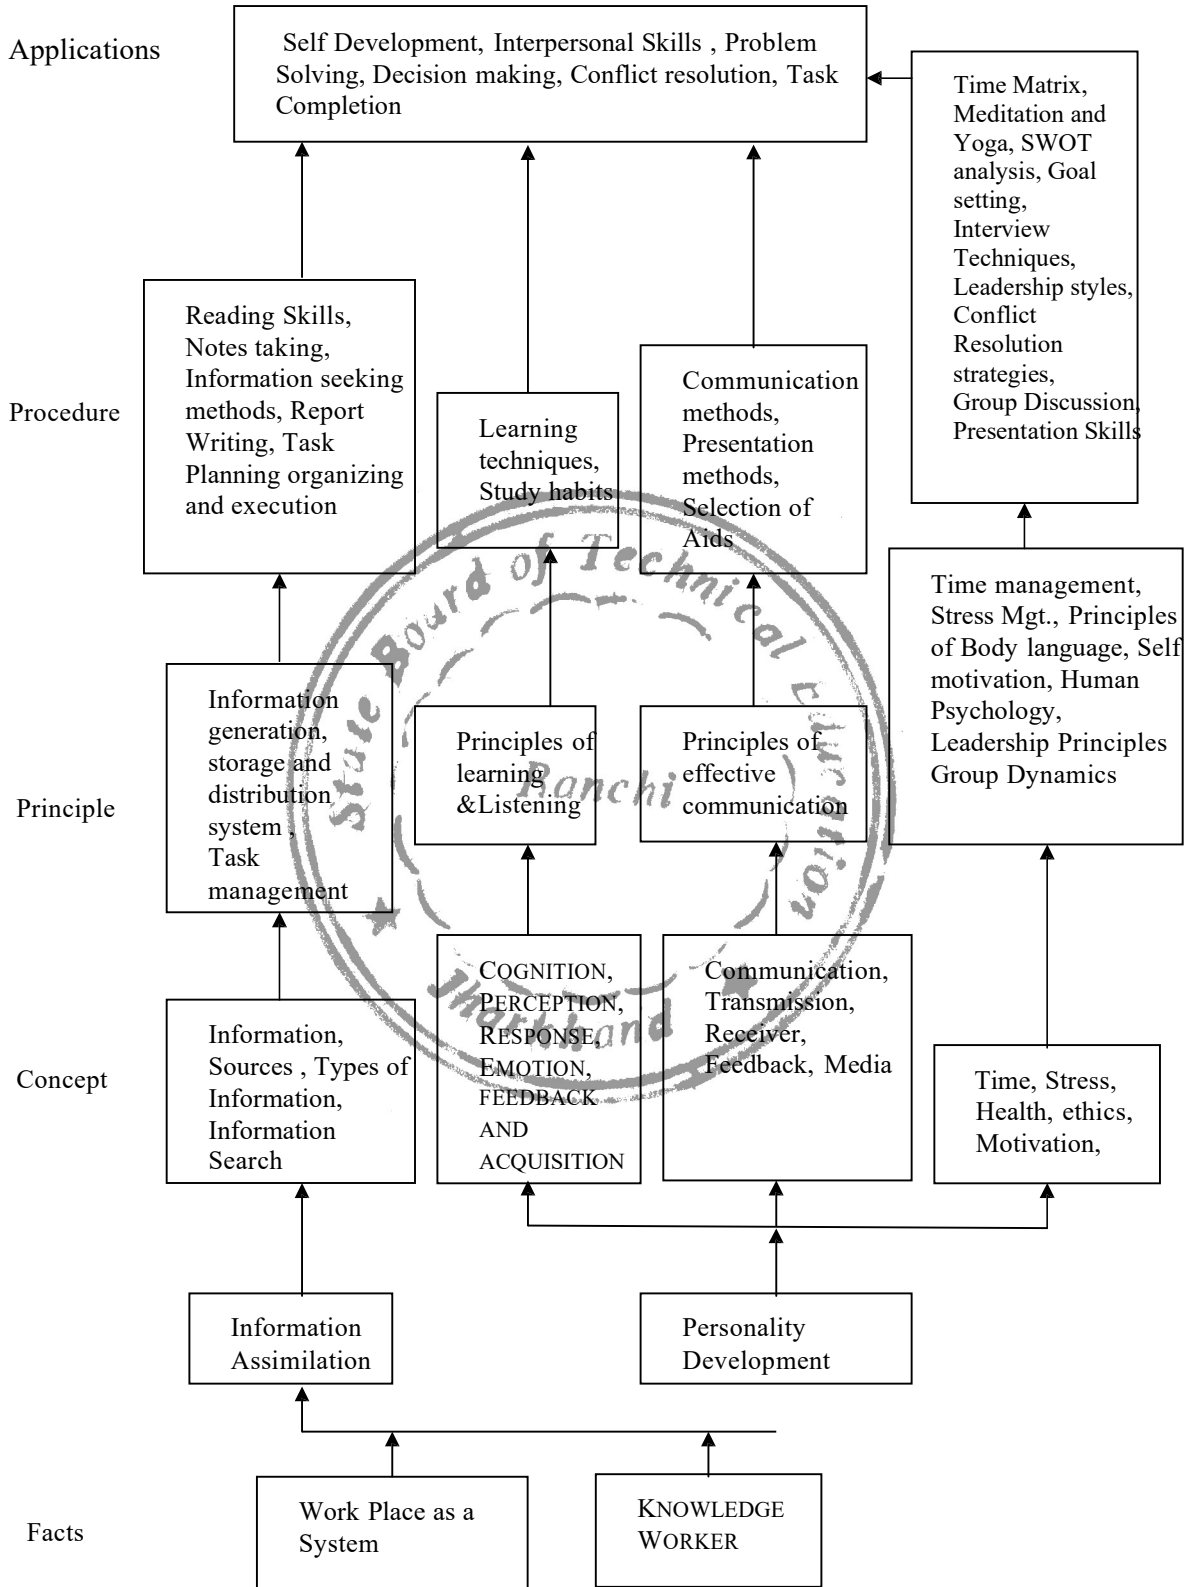 Applications
Self Development, Interpersonal Skills , Problem
Solving, Decision making, Conflict resolution, Task
Completion
Time Matrix,
Meditation and
Yoga, SWOT
analysis, Goal
setting,
Interview
Techniques,
Leadership styles,
Conflict
Resolution
strategies,
Group Discussion,
Presentation Skills
Procedure
Reading Skills,
Notes taking,
Information seeking
methods, Report
Writing, Task
Planning organizing
and execution
Learning
techniques,
Study habits
Communication
methods,
Presentation
methods,
Selection of
Aids
Time management,
Stress Mgt., Principles
of Body language, Self
motivation, Human
Psychology,
Leadership Principles
Group Dynamics
Principle
Information
generation,
storage and
distribution
system ,
Task
management
Principles of
learning
&Listening
Principles of
effective
communication
State Board of Technical Education
Ranchi
Jharkhand
Concept
Information,
Sources , Types of
Information,
Information
Search
COGNITION,
PERCEPTION,
RESPONSE,
EMOTION,
FEEDBACK
AND
ACQUISITION
Communication,
Transmission,
Receiver,
Feedback, Media
Time, Stress,
Health, ethics,
Motivation,
Information
Assimilation
Personality
Development
Facts
Work Place as a
System
KNOWLEDGE
WORKER